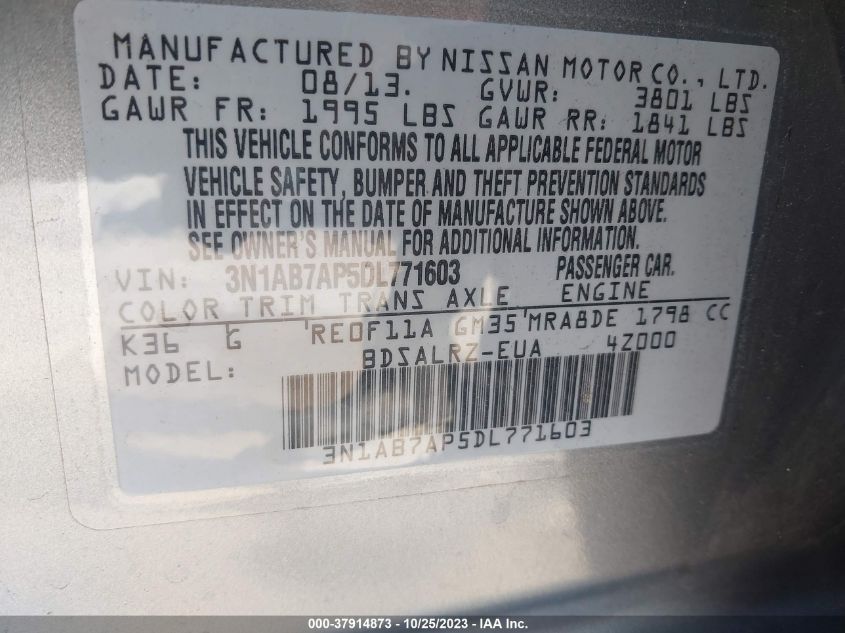 MANUFACTURED BY NISSAN MOTOR CO., LTD.
DATE: 08/13. GVWR: 3801 LBS
GAWR FR: 1995 LBS GAWR RR: 1841 LBS
THIS VEHICLE CONFORMS TO ALL APPLICABLE FEDERAL MOTOR
VEHICLE SAFETY, BUMPER AND THEFT PREVENTION STANDARDS
IN EFFECT ON THE DATE OF MANUFACTURE SHOWN ABOVE.
SEE OWNER'S MANUAL FOR ADDITIONAL INFORMATION.
VIN: 3N1AB7AP5DL771603 PASSENGER CAR.
COLOR TRIM TRANS AXLE ENGINE
K36 G 'RE0F11A GM35'MRA8DE 1798 CC
MODEL: BDSALRZ-EUA 4Z000
3N1AB7AP5DL771603
000-37914873 - 10/25/2023 - IAA Inc.